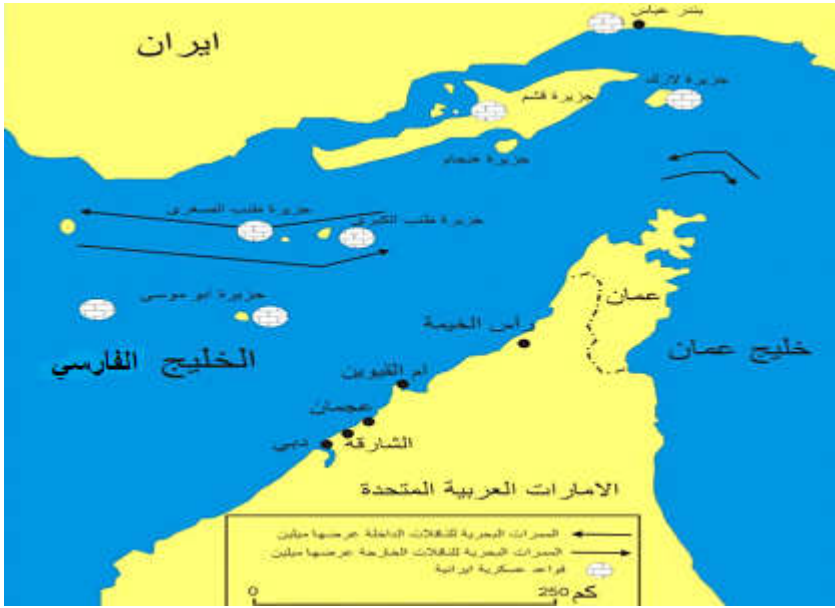 بندر عباس
ايران
جزيرة لارك
جزيرة قشم
جزيرة هنجام
جزيرة طنب الصغرى
جزيرة طنب الكبرى
جزيرة ابو موسى
عمان
رأس الخيمة
خليج عمان
الخليج الفارسي
ام القيوين
عجمان
الشارقة
دبي
الامارات العربية المتحدة
الممرات البحرية للناقلات الداخلة عرضها ميلين
الممرات البحرية للناقلات الخارجة عرضها ميلين
قواعد عسكرية ايرانية
0 250 كم